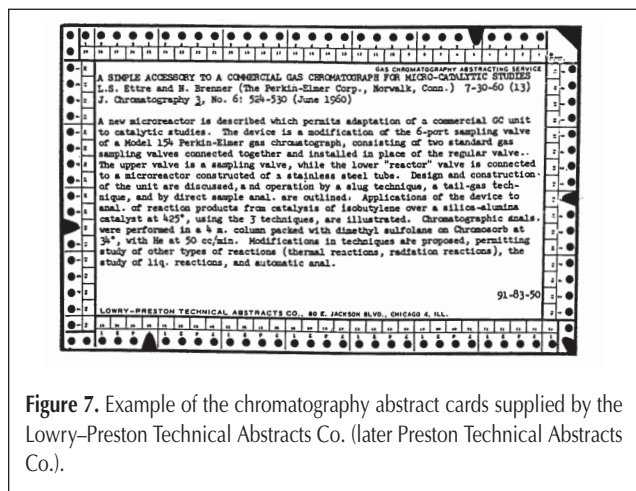 GAS CHROMATOGRAPHY ABSTRACTING SERVICE
A SIMPLE ACCESSORY TO A COMMERCIAL GAS CHROMATOGRAPH FOR MICRO-CATALYTIC STUDIES
L.S. Ettre and N. Brenner (The Perkin-Elmer Corp., Norwalk, Conn.) 7-30-60 (13)
J. Chromatography 3, No. 6: 524-530 (June 1960)
A new microreactor is described which permits adaptation of a commercial GC unit
to catalytic studies. The device is a modification of the 6-port sampling valve
of a Model 154 Perkin-Elmer gas chromatograph, consisting of two standard gas
sampling valves connected together and installed in place of the regular valve..
The upper valve is a sampling valve, while the lower "reactor" valve is connected
to a microreactor constructed of a stainless steel tube. Design and construction
of the unit are discussed, and operation by a slug technique, a tail-gas tech-
nique, and by direct sample anal. are outlined. Applications of the device to
anal. of reaction products from catalysis of isobutylene over a silica-alumina
catalyst at 425°, using the 3 techniques, are illustrated. Chromatographic anals.
were performed in a 4 m. column packed with dimethyl sulfolane on Chromosorb at
34°, with He at 50 cc/min. Modifications in techniques are proposed, permitting
study of other types of reactions (thermal reactions, radiation reactions), the
study of liq. reactions, and automatic anal.
91-83-50
LOWRY-PRESTON TECHNICAL ABSTRACTS CO., 80 E. JACKSON BLVD., CHICAGO 4, ILL.
Figure 7. Example of the chromatography abstract cards supplied by the
Lowry–Preston Technical Abstracts Co. (later Preston Technical Abstracts
Co.).